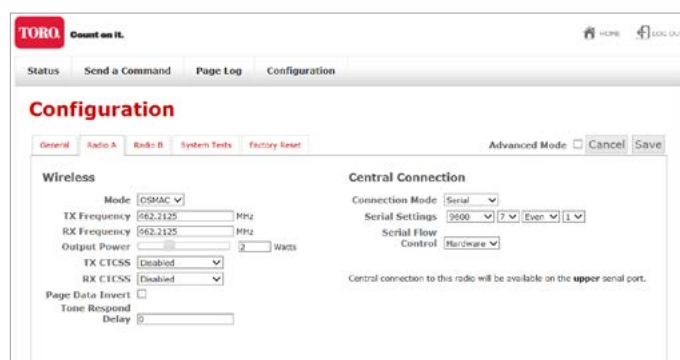 TORO. Count on it.
HOME LOG OUT
Status Send a Command Page Log Configuration
Configuration
General Radio A Radio B System Tests Factory Reset
Advanced Mode Cancel Save
Wireless
Mode OSMAC
TX Frequency 462.2125 MHz
RX Frequency 462.2125 MHz
Output Power 2 Watts
TX CTCSS Disabled
RX CTCSS Disabled
Page Data Invert
Tone Respond
Delay 0
Central Connection
Connection Mode Serial
Serial Settings 9600 7 Even 1
Serial Flow
Control Hardware
Central connection to this radio will be available on the upper serial port.